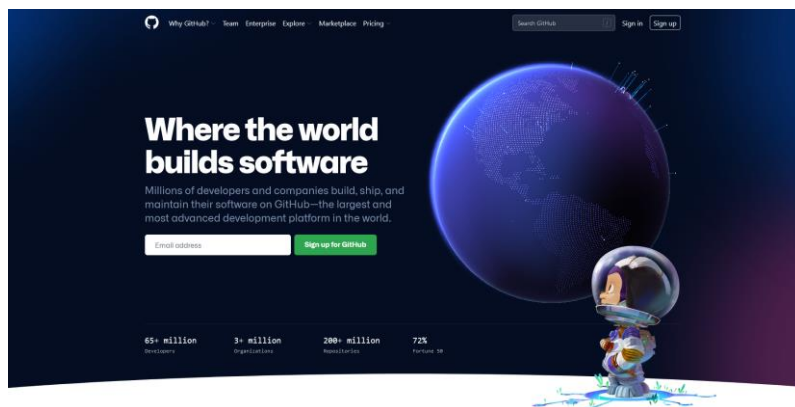 Why GitHub? Team Enterprise Explore Marketplace Pricing Search GitHub / Sign in Sign up
Where the world
builds software
Millions of developers and companies build, ship, and
maintain their software on GitHub—the largest and
most advanced development platform in the world.
Email address Sign up for GitHub
65+ million 3+ million 200+ million 72%
Developers Organizations Repositories Fortune 50